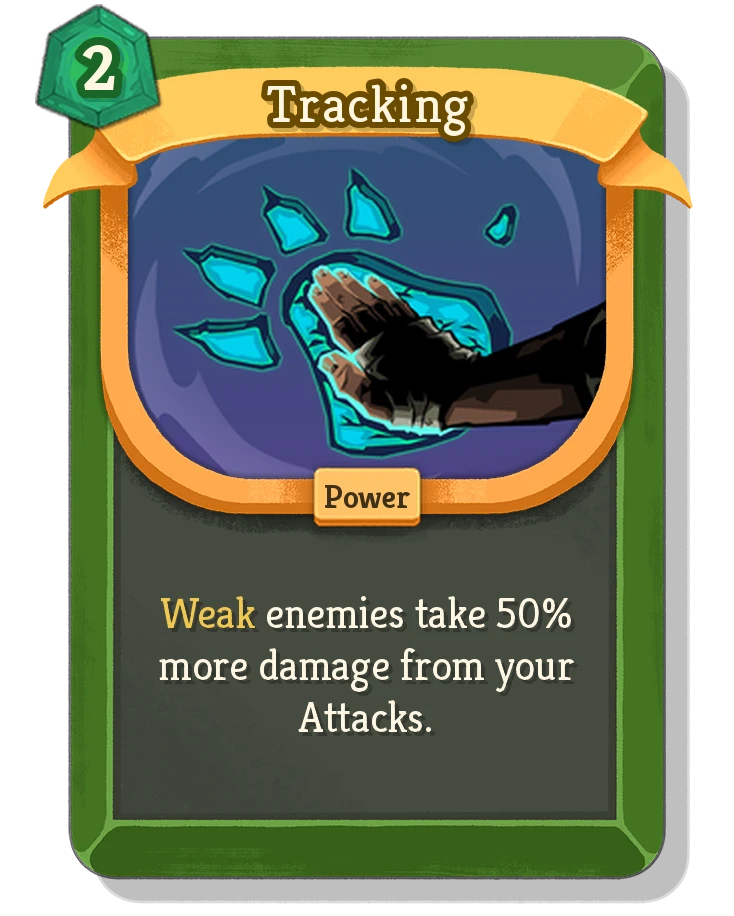 2
Tracking
Power
Weak enemies take 50%
more damage from your
Attacks.